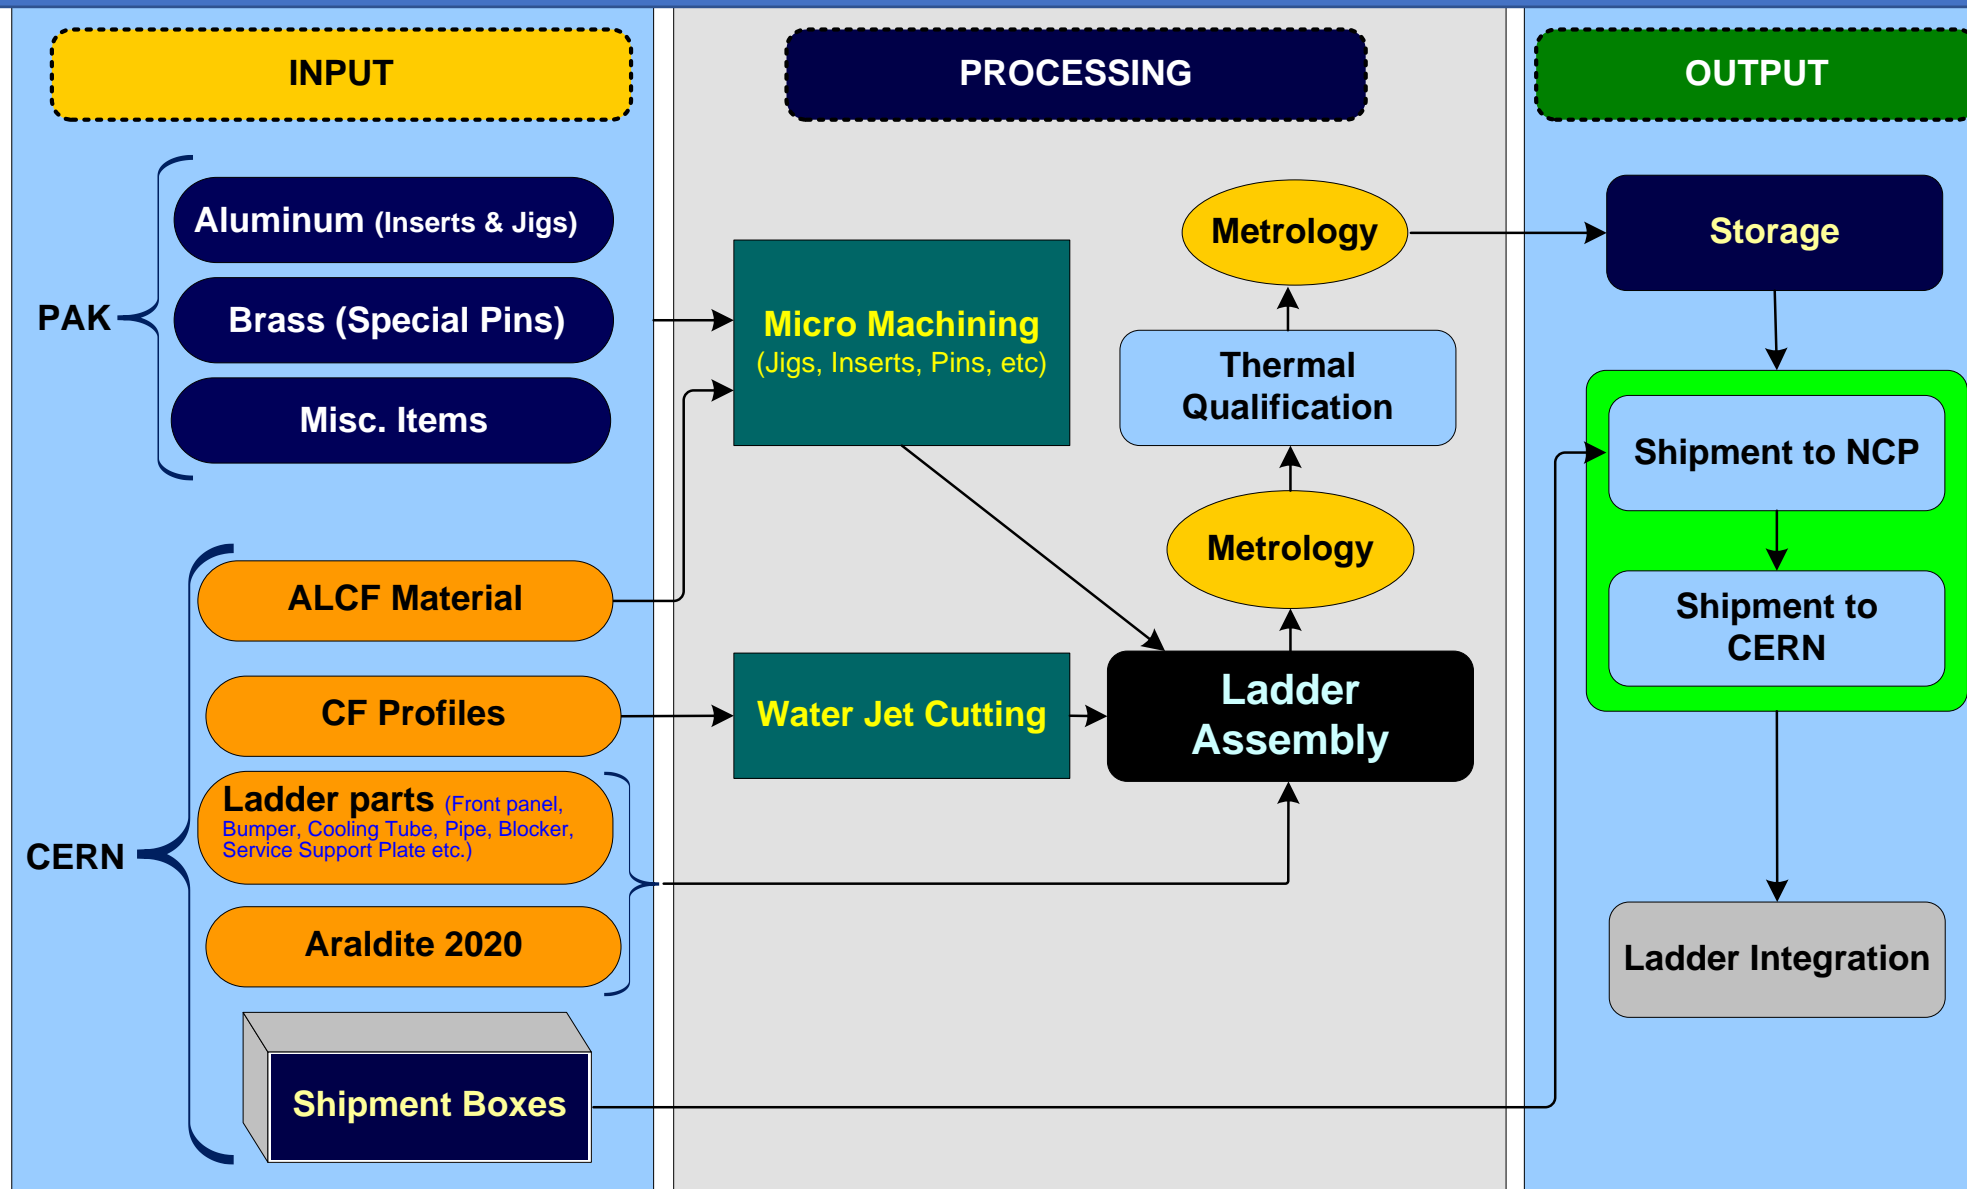 INPUT
PROCESSING
OUTPUT
PAK
Aluminum (Inserts & Jigs)
Brass (Special Pins)
Misc. Items
CERN
ALCF Material
CF Profiles
Ladder parts (Front panel,
Bumper, Cooling Tube, Pipe, Blocker,
Service Support Plate etc.)
Araldite 2020
Shipment Boxes
Micro Machining
(Jigs, Inserts, Pins, etc)
Water Jet Cutting
Metrology
Thermal
Qualification
Metrology
Ladder
Assembly
Storage
Shipment to NCP
Shipment to
CERN
Ladder Integration